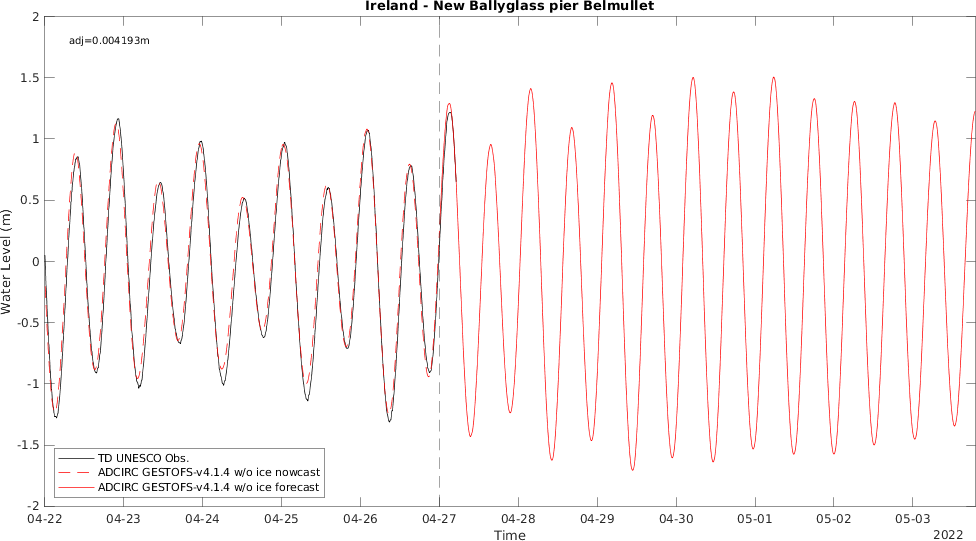 Ireland - New Ballyglass pier Belmullet
adj=0.004193m
2
1.5
1
0.5
0
-0.5
-1
-1.5
-2
Water Level (m)
TD UNESCO Obs.
ADCIRC GESTOFS-v4.1.4 w/o ice nowcast
ADCIRC GESTOFS-v4.1.4 w/o ice forecast
04-22 04-23 04-24 04-25 04-26 04-27 04-28 04-29 04-30 05-01 05-02 05-03
Time
2022